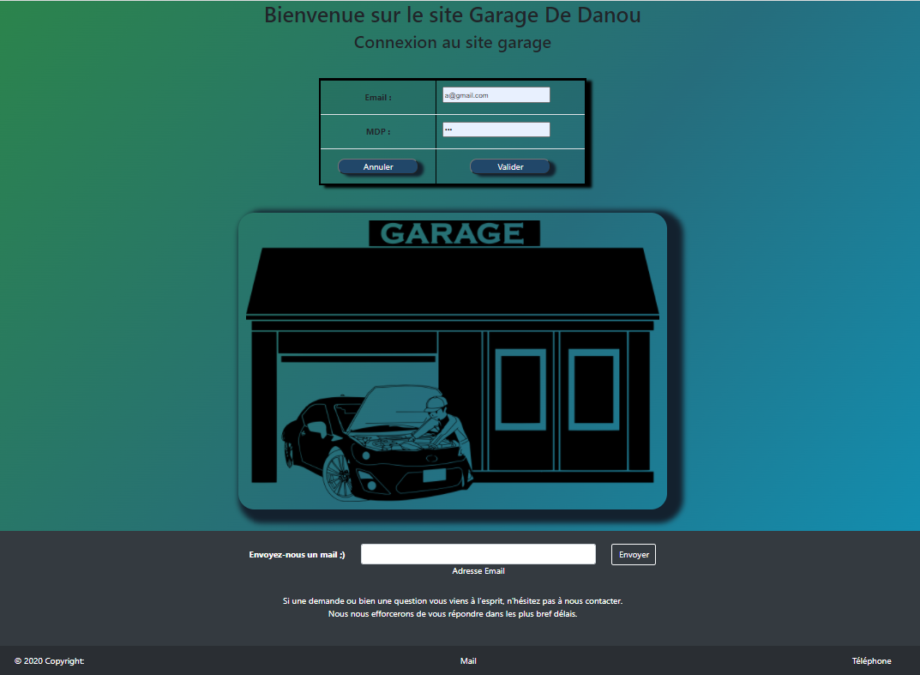 Bienvenue sur le site Garage De Danou
Connexion au site garage
Email :
a@gmail.com
MDP :
•••
Annuler
Valider
GARAGE
Envoyez-nous un mail ;)
Envoyer
Adresse Email
Si une demande ou bien une question vous viens à l'esprit, n'hésitez pas à nous contacter.
Nous nous efforcerons de vous répondre dans les plus bref délais.
© 2020 Copyright:
Mail
Téléphone